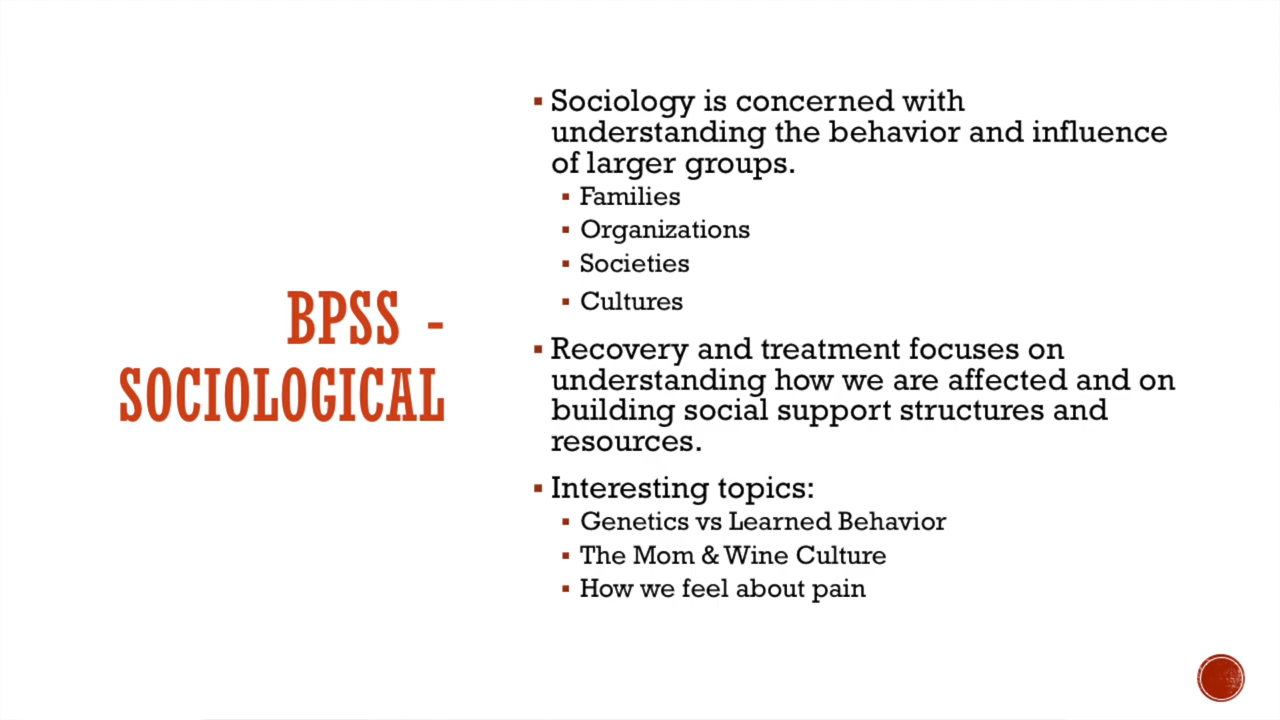 BPSS -
SOCIOLOGICAL
▪ Sociology is concerned with
understanding the behavior and influence
of larger groups.
▪ Families
▪ Organizations
▪ Societies
▪ Cultures
▪ Recovery and treatment focuses on
understanding how we are affected and on
building social support structures and
resources.
▪ Interesting topics:
▪ Genetics vs Learned Behavior
▪ The Mom & Wine Culture
▪ How we feel about pain